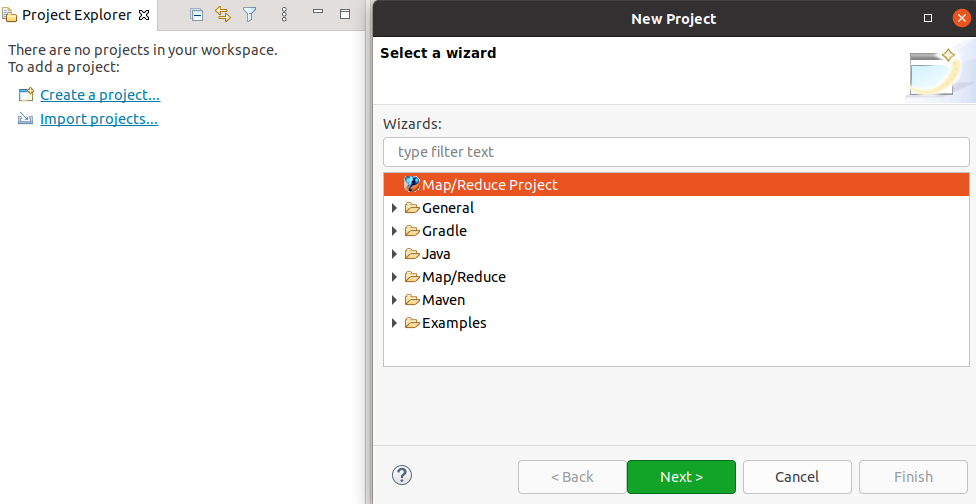 Project Explorer
There are no projects in your workspace.
To add a project:
Create a project...
Import projects...
New Project
Select a wizard
Wizards:
type filter text
Map/Reduce Project
General
Gradle
Java
Map/Reduce
Maven
Examples
?
< Back
Next >
Cancel
Finish